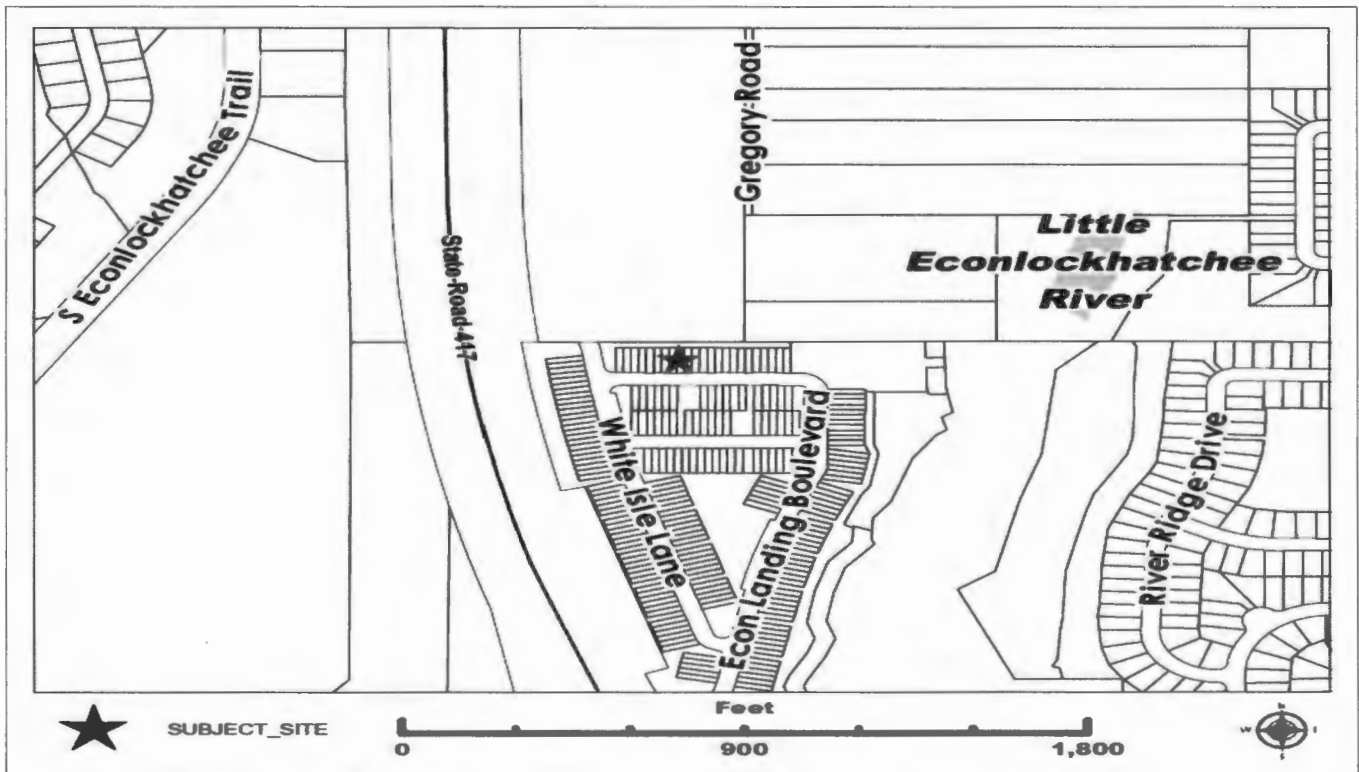 S Econlockhatchee Trail
State Road 417
Gregory Road
Little
Econlockhatchee
River
White Isle Lane
Econ Landing Boulevard
River Ridge Drive
SUBJECT_SITE
Feet
0 900 1,800
N
W E
S